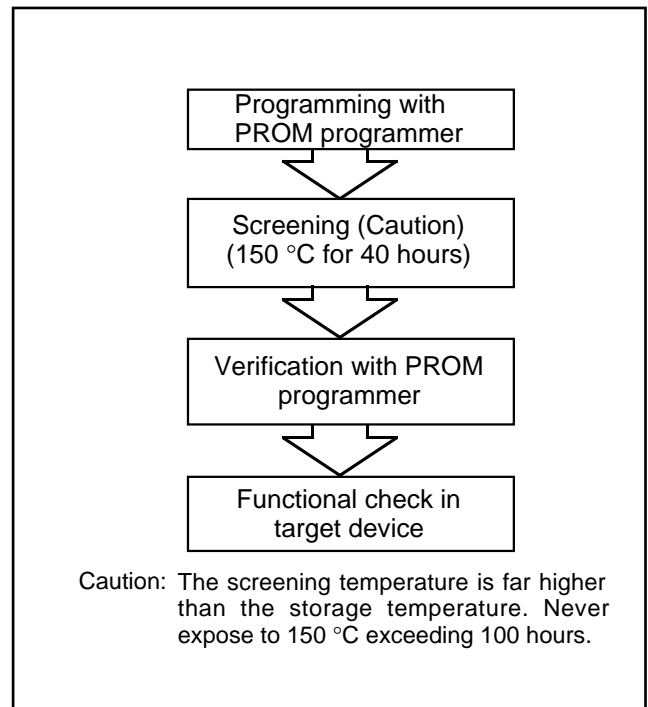 Programming with
PROM programmer
Screening (Caution)
(150 °C for 40 hours)
Verification with PROM
programmer
Functional check in
target device
Caution: The screening temperature is far higher
than the storage temperature. Never
expose to 150 °C exceeding 100 hours.